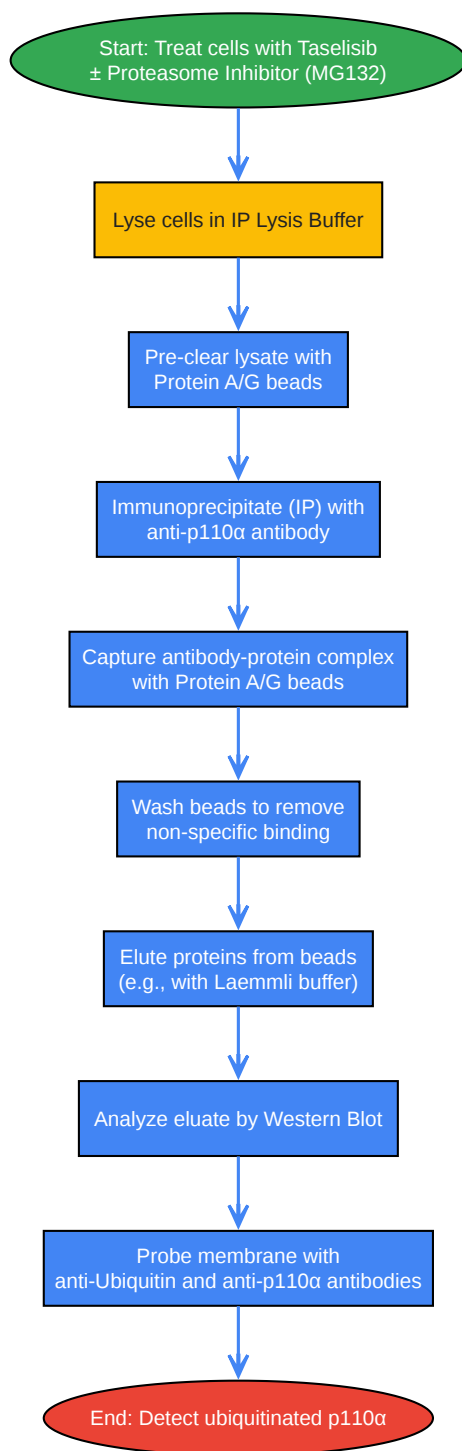 Start: Treat cells with Taselisib
± Proteasome Inhibitor (MG132)
Lyse cells in IP Lysis Buffer
Pre-clear lysate with
Protein A/G beads
Immunoprecipitate (IP) with
anti-p110α antibody
Capture antibody-protein complex
with Protein A/G beads
Wash beads to remove
non-specific binding
Elute proteins from beads
(e.g., with Laemmli buffer)
Analyze eluate by Western Blot
Probe membrane with
anti-Ubiquitin and anti-p110α antibodies
End: Detect ubiquitinated p110α